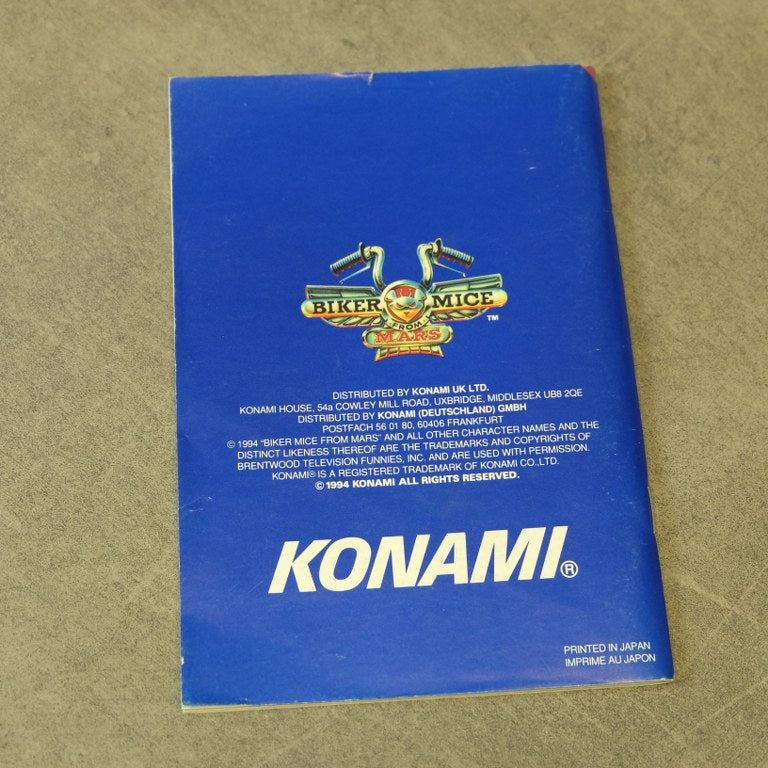 BIKER MICE
FROM
MARS
TM
DISTRIBUTED BY KONAMI UK LTD.
KONAMI HOUSE, 54a COWLEY MILL ROAD, UXBRIDGE, MIDDLESEX UB8 2QE
DISTRIBUTED BY KONAMI (DEUTSCHLAND) GMBH
POSTFACH 56 01 80, 60406 FRANKFURT
© 1994 "BIKER MICE FROM MARS" AND ALL OTHER CHARACTER NAMES AND THE
DISTINCT LIKENESS THEREOF ARE THE TRADEMARKS AND COPYRIGHTS OF
BRENTWOOD TELEVISION FUNNIES, INC. AND ARE USED WITH PERMISSION.
KONAMI® IS A REGISTERED TRADEMARK OF KONAMI CO.,LTD.
© 1994 KONAMI ALL RIGHTS RESERVED.
KONAMI®
PRINTED IN JAPAN
IMPRIME AU JAPON